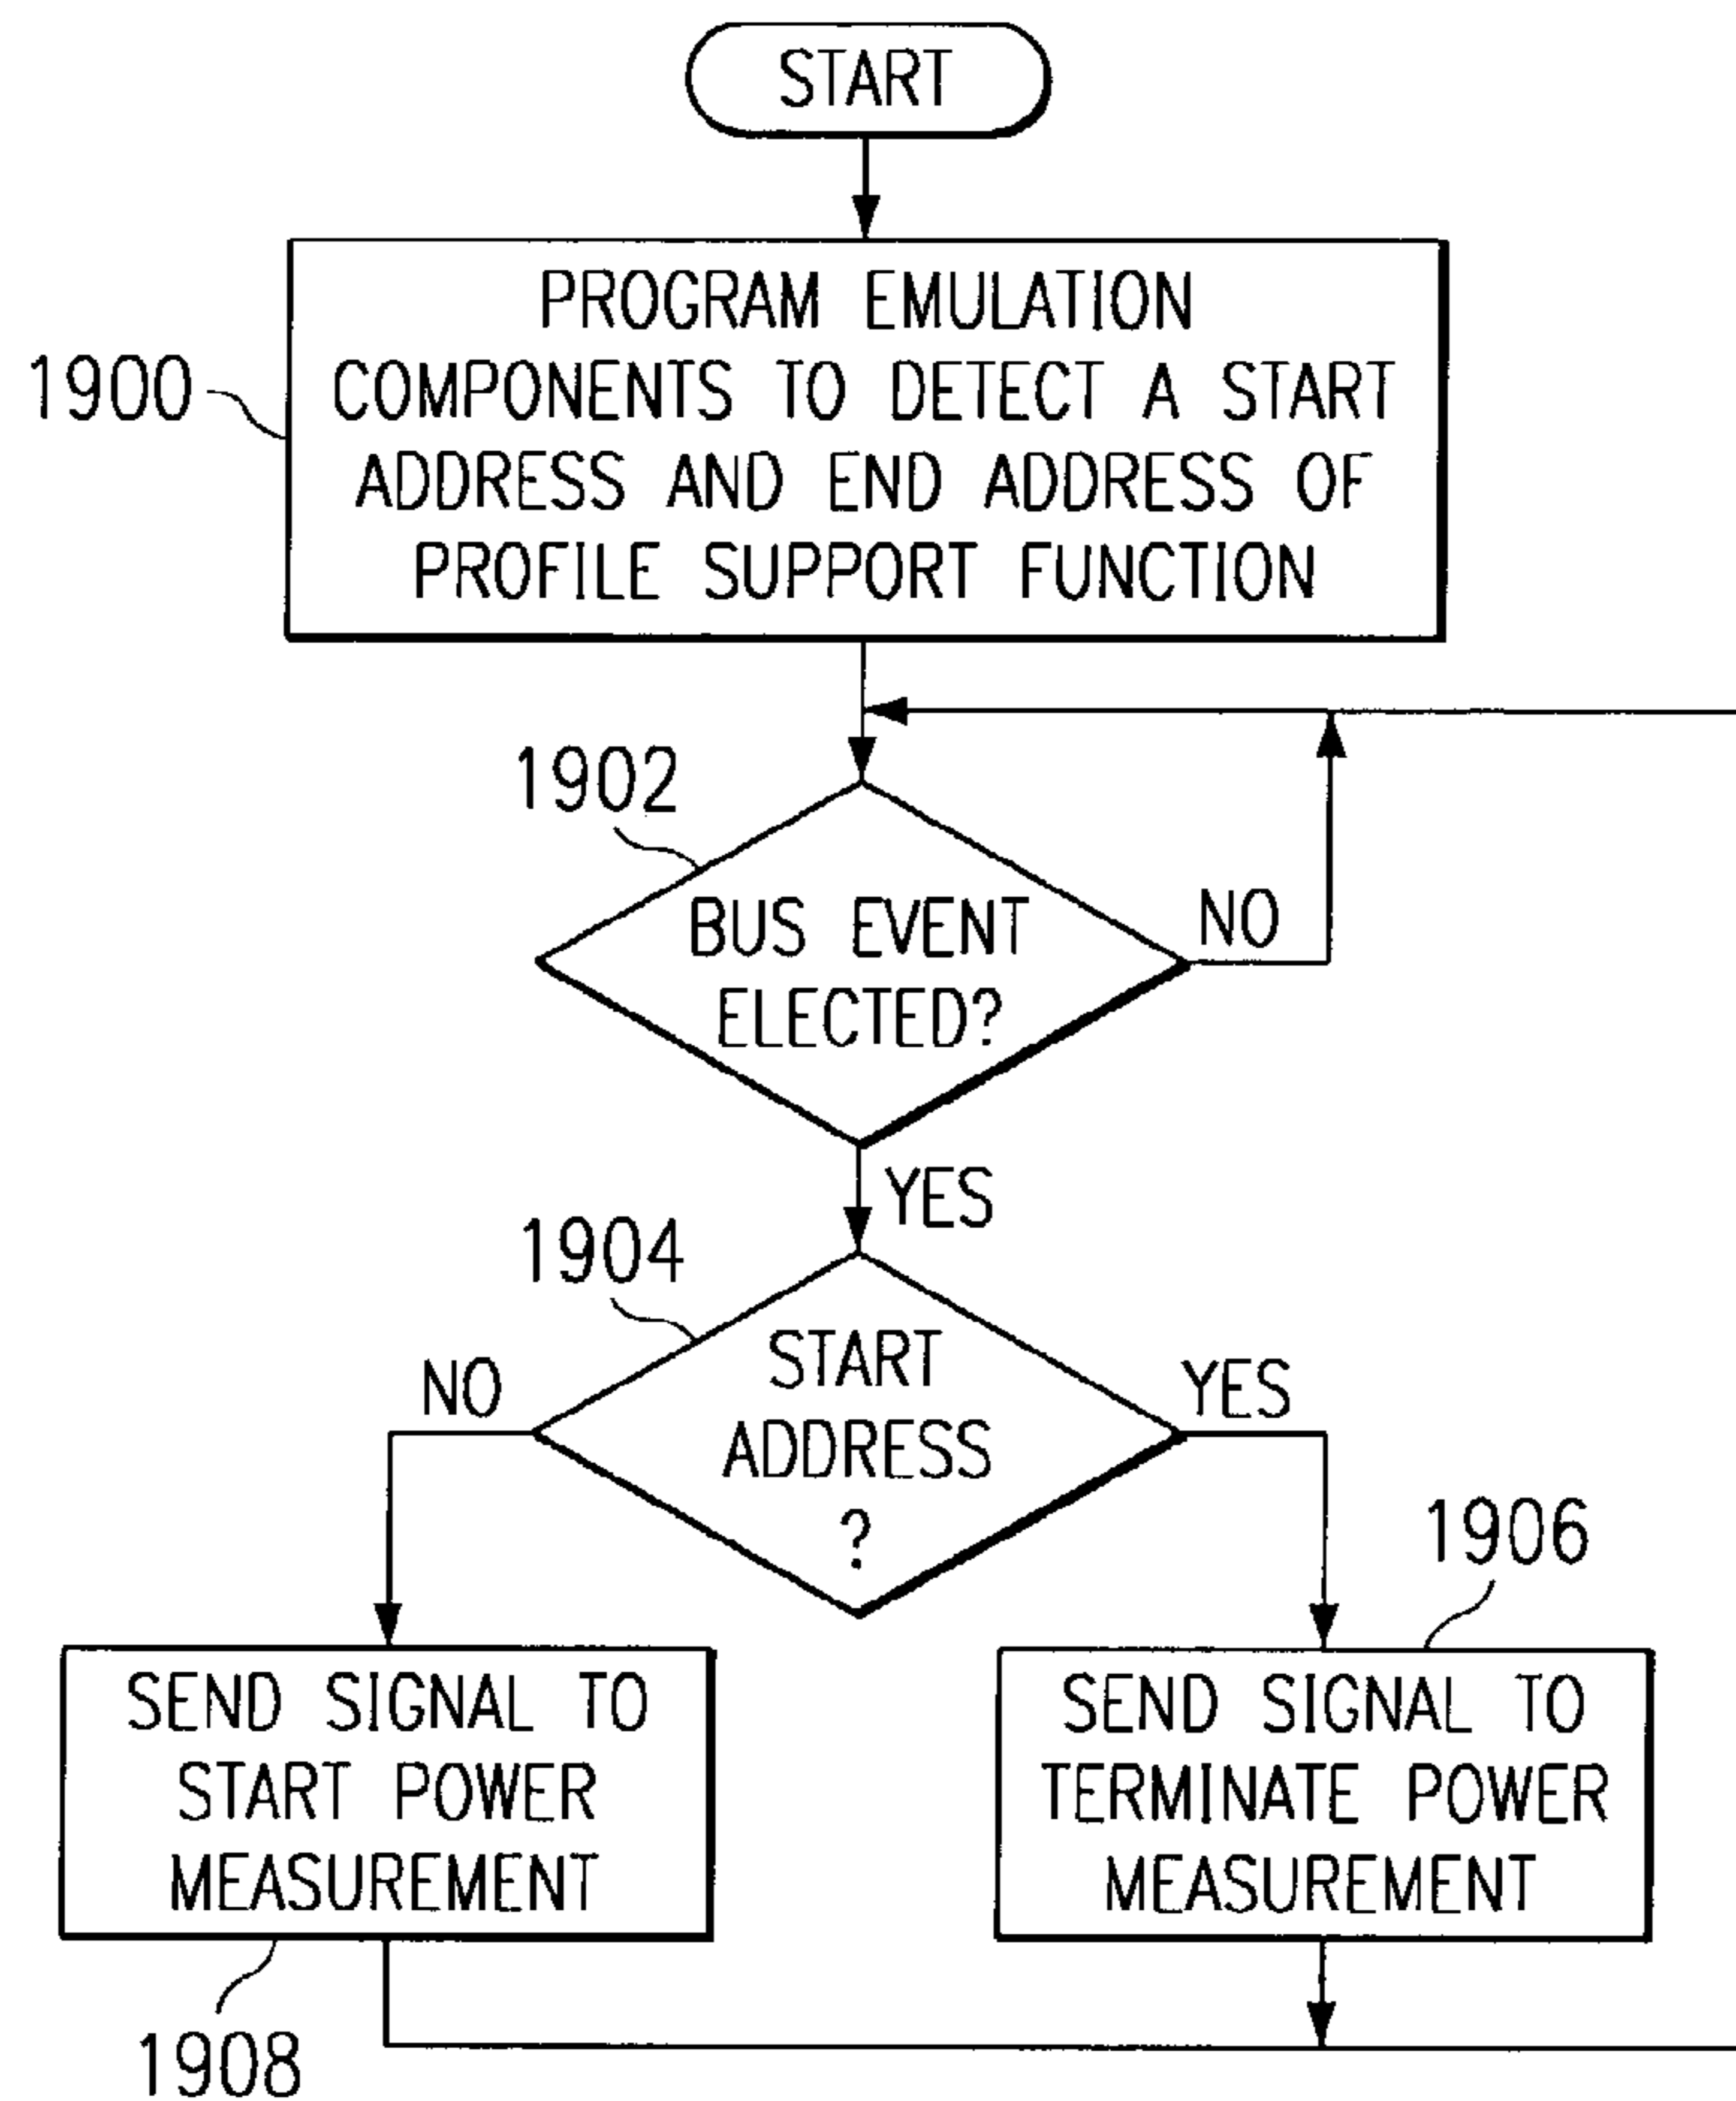 START
PROGRAM EMULATION
COMPONENTS TO DETECT A START
ADDRESS AND END ADDRESS OF
PROFILE SUPPORT FUNCTION
1900
1902
BUS EVENT
ELECTED?
NO
YES
1904
START
ADDRESS
?
NO
YES
1906
SEND SIGNAL TO
START POWER
MEASUREMENT
SEND SIGNAL TO
TERMINATE POWER
MEASUREMENT
1908